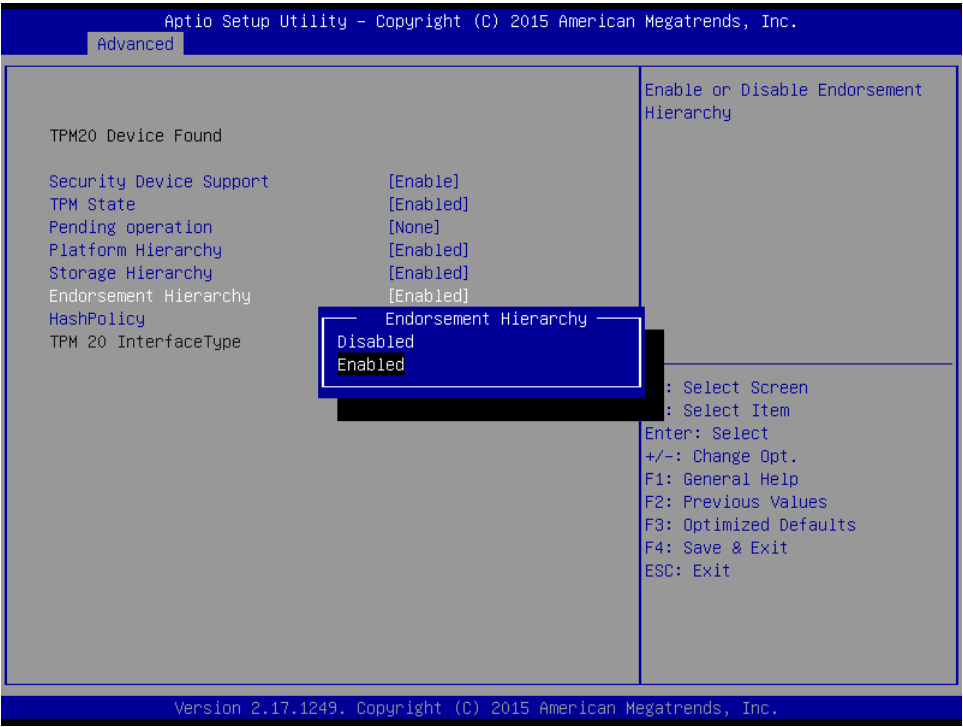 Aptio Setup Utility – Copyright (C) 2015 American Megatrends, Inc.
Advanced
Enable or Disable Endorsement
Hierarchy
TPM20 Device Found
Security Device Support [Enable]
TPM State [Enabled]
Pending operation [None]
Platform Hierarchy [Enabled]
Storage Hierarchy [Enabled]
Endorsement Hierarchy [Enabled]
HashPolicy
TPM 20 InterfaceType
Endorsement Hierarchy
Disabled
Enabled
: Select Screen
: Select Item
Enter: Select
+/-: Change Opt.
F1: General Help
F2: Previous Values
F3: Optimized Defaults
F4: Save & Exit
ESC: Exit
Version 2.17.1249. Copyright (C) 2015 American Megatrends, Inc.